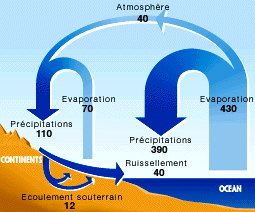 Atmosphère
40
Evaporation
70
Evaporation
430
Précipitations
110
Précipitations
390
CONTINENTS
Ruissellement
40
OCEAN
Ecoulement souterrain
12